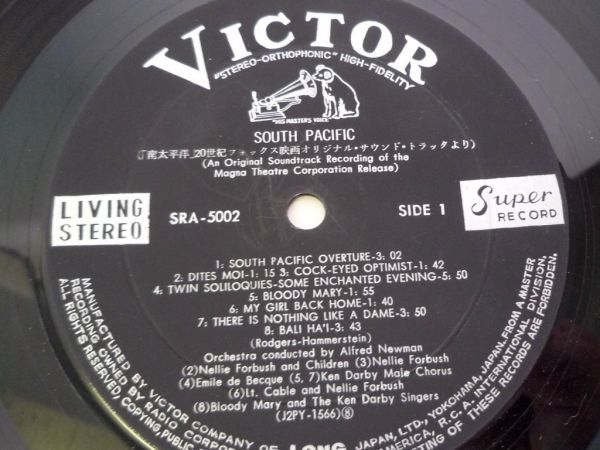 VICTOR
"STEREO-ORTHOPHONIC" HIGH-FIDELITY
"HIS MASTER'S VOICE"
SOUTH PACIFIC
(「南太平洋」20世紀フォックス映画オリジナル・サウンド・トラックより)
(An Original Soundtrack Recording of the
Magna Theatre Corporation Release)
LIVING
STEREO
SRA-5002
SIDE 1
Super
RECORD
1: SOUTH PACIFIC OVERTURE-3: 02
2: DITES MOI-1: 15 3: COCK-EYED OPTIMIST-1: 42
4: TWIN SOLILOQUIES-SOME ENCHANTED EVENING-5: 50
5: BLOODY MARY-1: 55
6: MY GIRL BACK HOME-1: 40
7: THERE IS NOTHING LIKE A DAME-3: 50
8: BALI HA'I-3: 43
(Rodgers-Hammerstein)
Orchestra conducted by Alfred Newman
(2)Nellie Forbush and Children (3)Nellie Forbush
(4)Emile de Becque (5, 7)Ken Darby Male Chorus
(6)Lt. Cable and Nellie Forbush
(8)Bloody Mary and The Ken Darby Singers
(J2PY-1566)⑧
MANUFACTURED BY VICTOR COMPANY OF JAPAN, LTD., YOKOHAMA, JAPAN. FROM A MASTER
RECORDING OWNED BY RADIO CORPOR AMERICA, R.C.A. INTERNATIONAL DIVISION.
ALL RIGHTS RESERVED, COPYING, PUBLIC TING OF THESE RECORDS ARE FORBIDDEN.
LONG